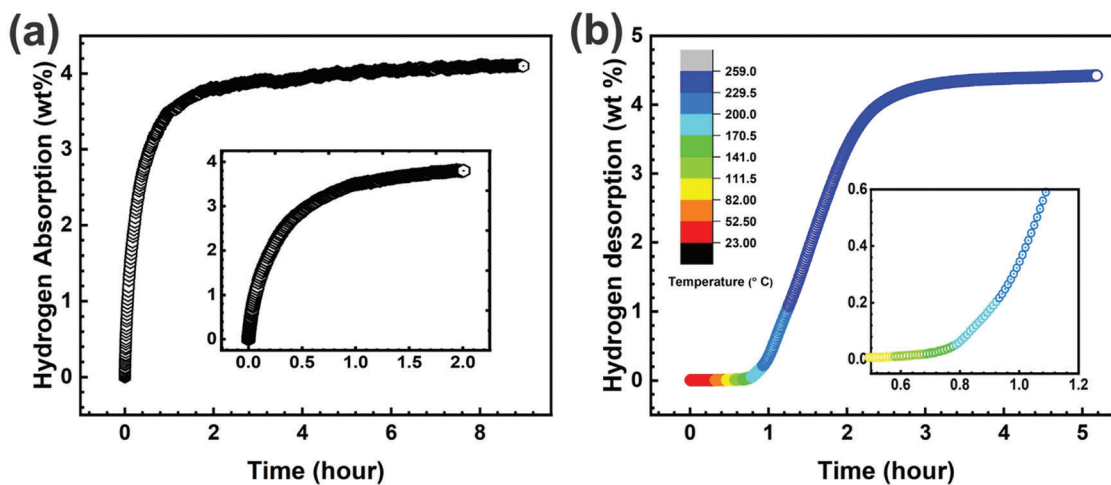 (a)
Hydrogen Absorption (wt%)
4
3
2
1
0
0 2 4 6 8
Time (hour)
4
3
2
1
0
0.0 0.5 1.0 1.5 2.0
(b)
Hydrogen desorption (wt %)
5
4
3
2
1
0
0 1 2 3 4 5
Time (hour)
259.0
229.5
200.0
170.5
141.0
111.5
82.00
52.50
23.00
Temperature (° C)
0.6
0.4
0.2
0.0
0.6 0.8 1.0 1.2